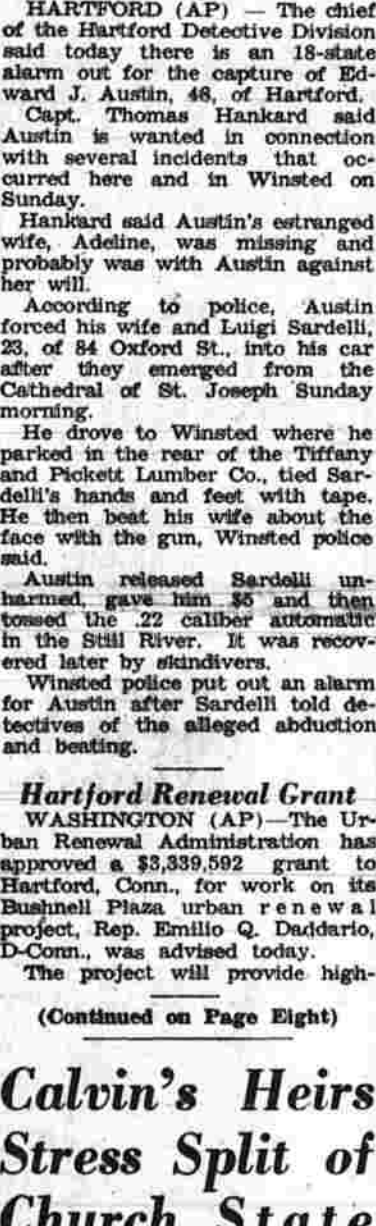 HARTFORD (AP) — The chief
of the Hartford Detective Division
said today there is an 18-state
alarm out for the capture of Ed-
ward J. Austin, 46, of Hartford.
Capt. Thomas Hankard said
Austin is wanted in connection
with several incidents that oc-
curred here and in Winsted on
Sunday.
Hankard said Austin's estranged
wife, Adeline, was missing and
probably was with Austin against
her will.
According to police, Austin
forced his wife and Luigi Sardelli,
23, of 84 Oxford St., into his car
after they emerged from the
Cathedral of St. Joseph Sunday
morning.
He drove to Winsted where he
parked in the rear of the Tiffany
and Pickett Lumber Co., tied Sar-
delli's hands and feet with tape.
He then beat his wife about the
face with the gun, Winsted police
said.
Austin released Sardelli un-
harmed, gave him $5 and then
tossed the .22 caliber automatic
in the Still River. It was recov-
ered later by skindivers.
Winsted police put out an alarm
for Austin after Sardelli told de-
tectives of the alleged abduction
and beating.
Hartford Renewal Grant
WASHINGTON (AP)—The Ur-
ban Renewal Administration has
approved a $3,339,592 grant to
Hartford, Conn., for work on its
Bushnell Plaza urban renewal
project, Rep. Emilio Q. Daddario,
D-Conn., was advised today.
The project will provide high-
(Continued on Page Eight)
Calvin's Heirs
Stress Split of
Church State